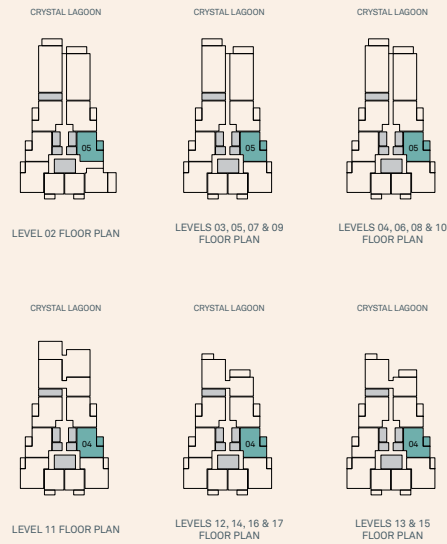 CRYSTAL LAGOON
CRYSTAL LAGOON
CRYSTAL LAGOON
05
05
05
LEVEL 02 FLOOR PLAN
LEVELS 03, 05, 07 & 09
FLOOR PLAN
LEVELS 04, 06, 08 & 10
FLOOR PLAN
CRYSTAL LAGOON
CRYSTAL LAGOON
CRYSTAL LAGOON
04
04
04
LEVEL 11 FLOOR PLAN
LEVELS 12, 14, 16 & 17
FLOOR PLAN
LEVELS 13 & 15
FLOOR PLAN